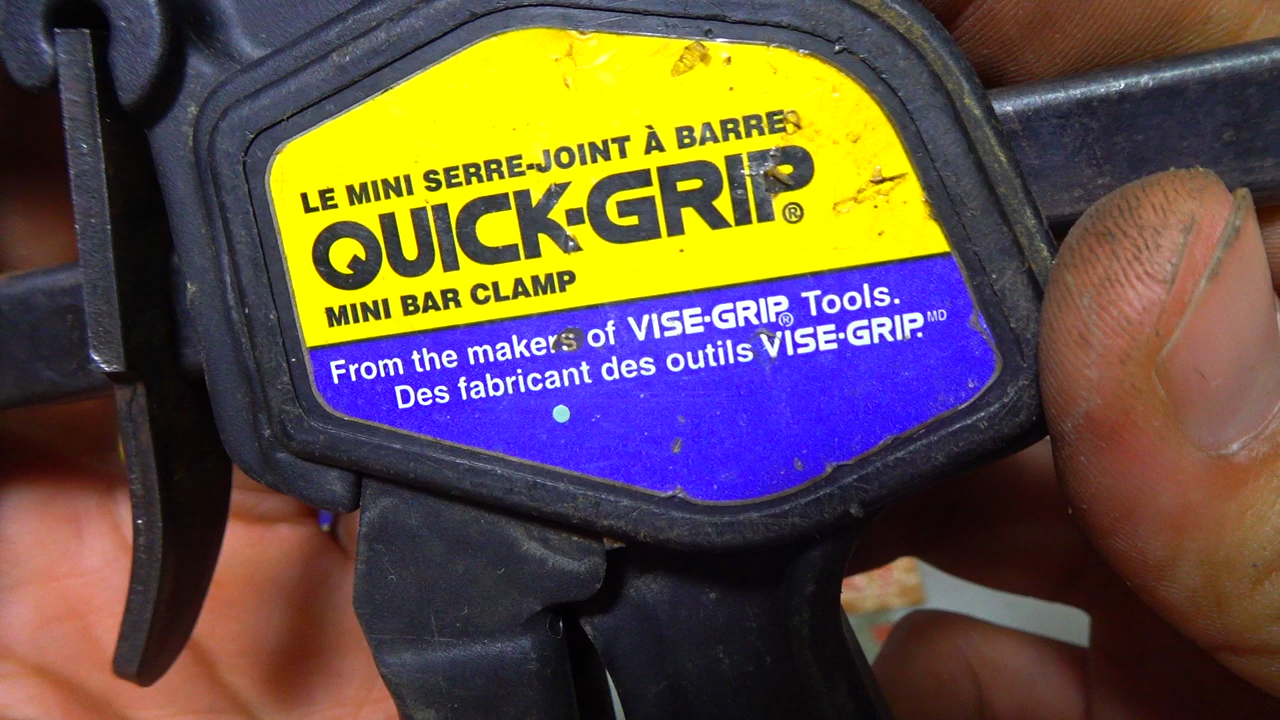 LE MINI SERRE-JOINT À BARRE
QUICK-GRIP®
MINI BAR CLAMP
From the makers of VISE-GRIP® Tools.
Des fabricant des outils VISE-GRIP.MD